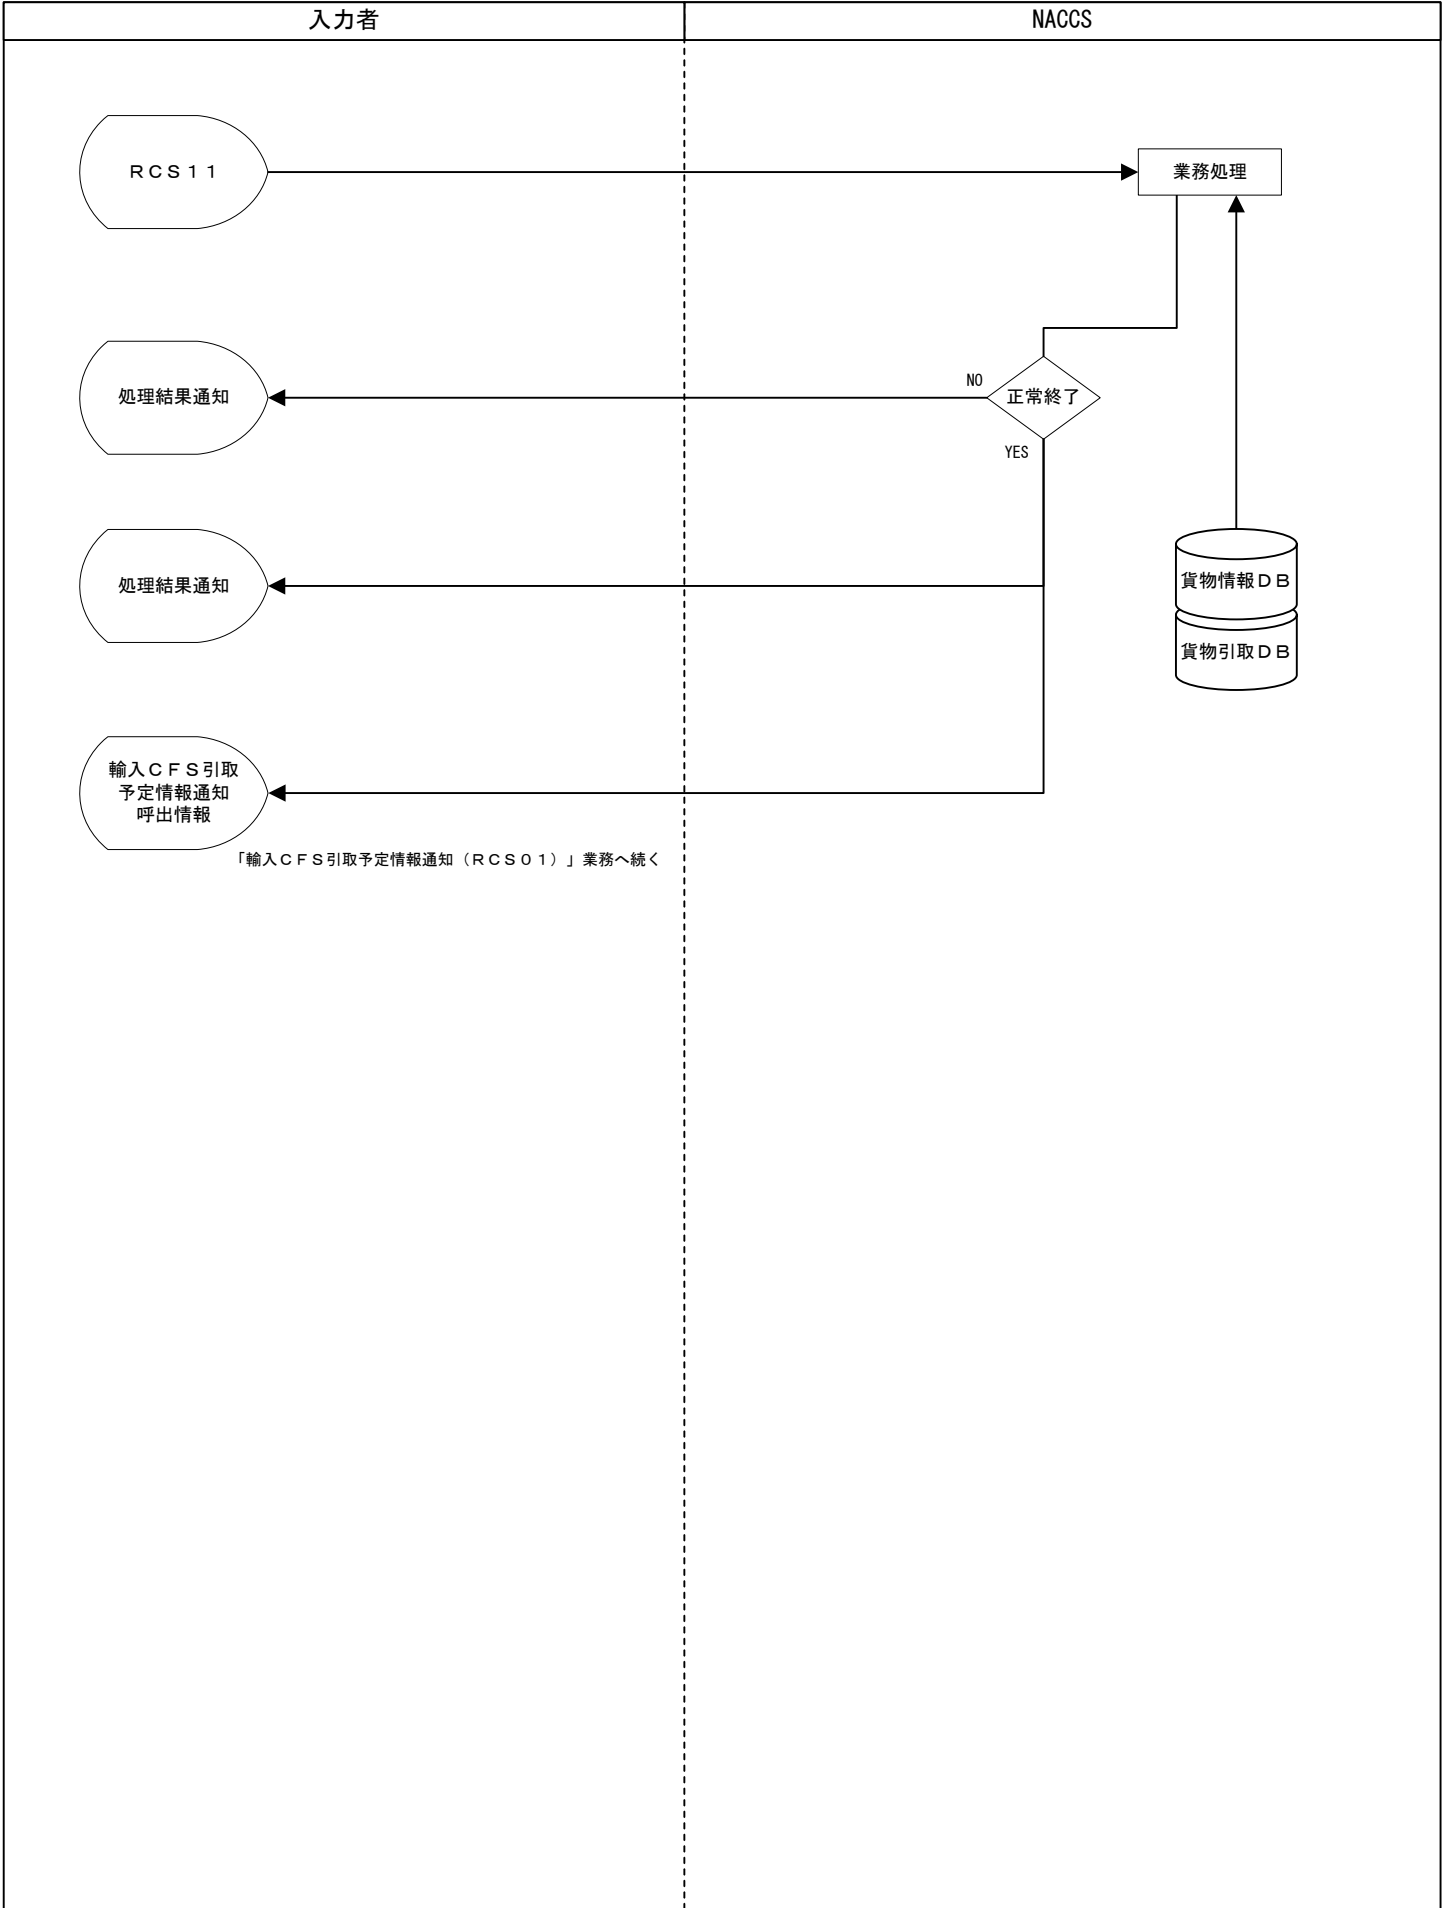 入力者
NACCS
ＲＣＳ１１
業務処理
処理結果通知
NO
正常終了
YES
処理結果通知
貨物情報ＤＢ
貨物引取ＤＢ
輸入ＣＦＳ引取
予定情報通知
呼出情報
「輸入ＣＦＳ引取予定情報通知（ＲＣＳ０１）」業務へ続く